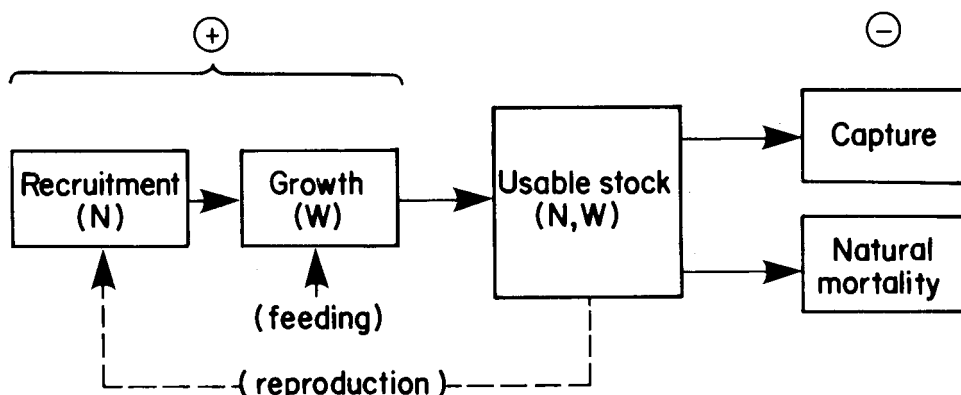 +
−
Recruitment
(N)
Growth
(W)
Usable stock
(N,W)
Capture
Natural
mortality
(feeding)
(reproduction)